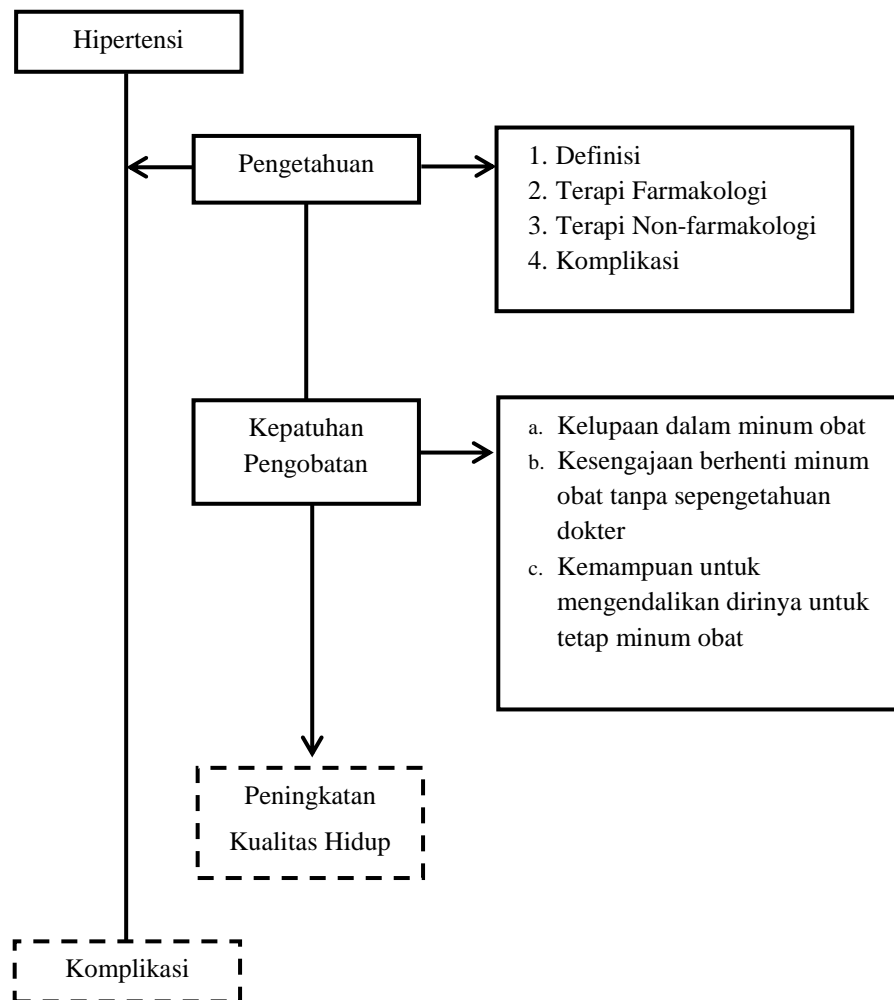 Hipertensi
Pengetahuan
1. Definisi
2. Terapi Farmakologi
3. Terapi Non-farmakologi
4. Komplikasi
Kepatuhan
Pengobatan
a. Kelupaan dalam minum obat
b. Kesengajaan berhenti minum
obat tanpa sepengetahuan
dokter
c. Kemampuan untuk
mengendalikan dirinya untuk
tetap minum obat
Peningkatan
Kualitas Hidup
Komplikasi